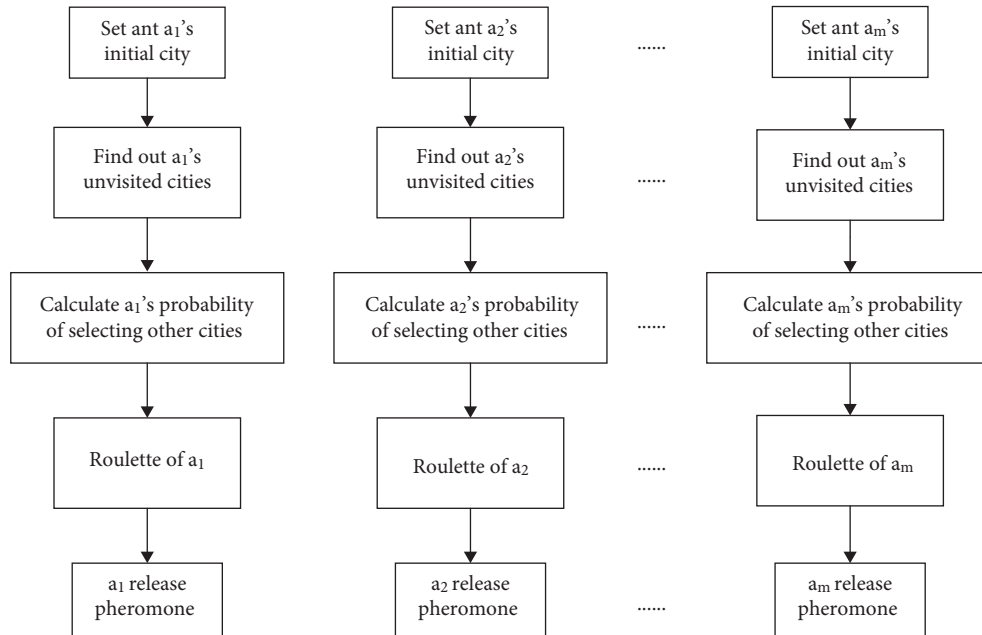 Set ant a₁’s
initial city
Set ant a₂’s
initial city
......
Set ant aₘ’s
initial city
Find out a₁’s
unvisited cities
Find out a₂’s
unvisited cities
......
Find out aₘ’s
unvisited cities
Calculate a₁’s probability
of selecting other cities
Calculate a₂’s probability
of selecting other cities
......
Calculate aₘ’s probability
of selecting other cities
Roulette of a₁
Roulette of a₂
......
Roulette of aₘ
a₁ release
pheromone
a₂ release
pheromone
......
aₘ release
pheromone